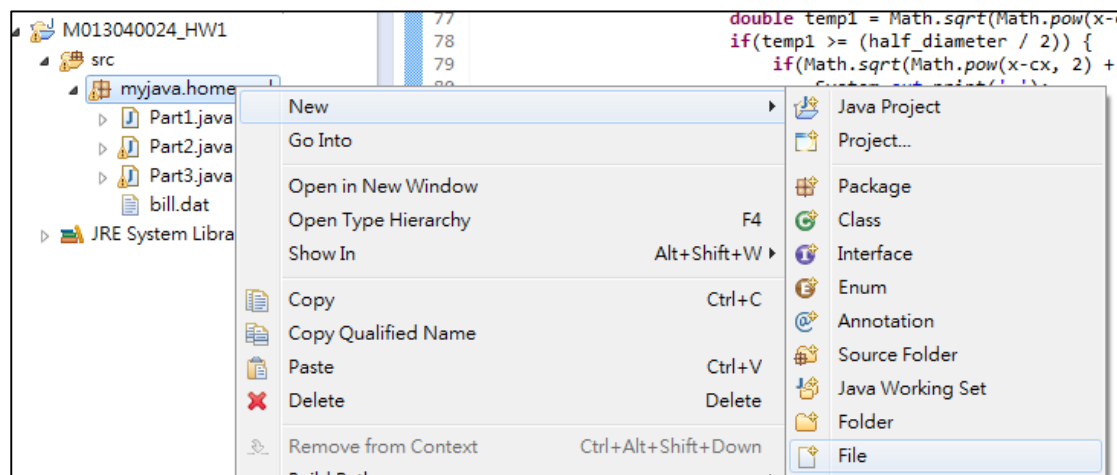 M013040024_HW1
src
myjava.home
Part1.java
Part2.java
Part3.java
bill.dat
JRE System Libra
77
double temp1 = Math.sqrt(Math.pow(x-
78
if(temp1 >= (half_diameter / 2)) {
79
if(Math.sqrt(Math.pow(x-cx, 2) +
New
Go Into
Open in New Window
Open Type Hierarchy F4
Show In Alt+Shift+W
Copy Ctrl+C
Copy Qualified Name
Paste Ctrl+V
Delete Delete
Remove from Context Ctrl+Alt+Shift+Down
Java Project
Project...
Package
Class
Interface
Enum
Annotation
Source Folder
Java Working Set
Folder
File